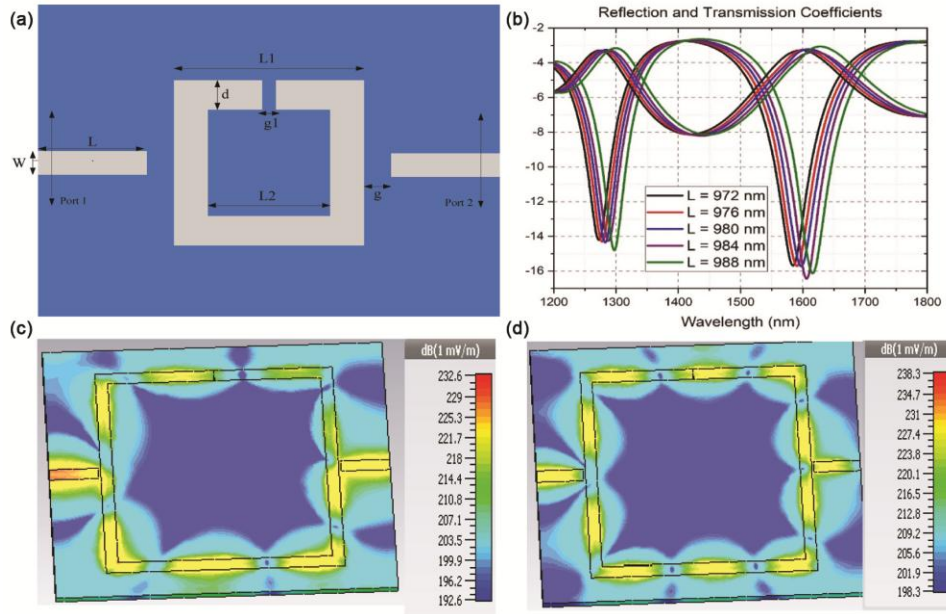 (a)
L1
d
g1
L
W
Port 1
L2
g
Port 2
(b)
Reflection and Transmission Coefficients
-2
-4
-6
-8
-10
-12
-14
-16
L = 972 nm
L = 976 nm
L = 980 nm
L = 984 nm
L = 988 nm
1200 1300 1400 1500 1600 1700 1800
Wavelength (nm)
(c)
dB(1 mV/m)
232.6
229
225.3
221.7
218
214.4
210.8
207.1
203.5
199.9
196.2
192.6
(d)
dB(1 mV/m)
238.3
234.7
231
227.4
223.8
220.1
216.5
212.8
209.2
205.6
201.9
198.3